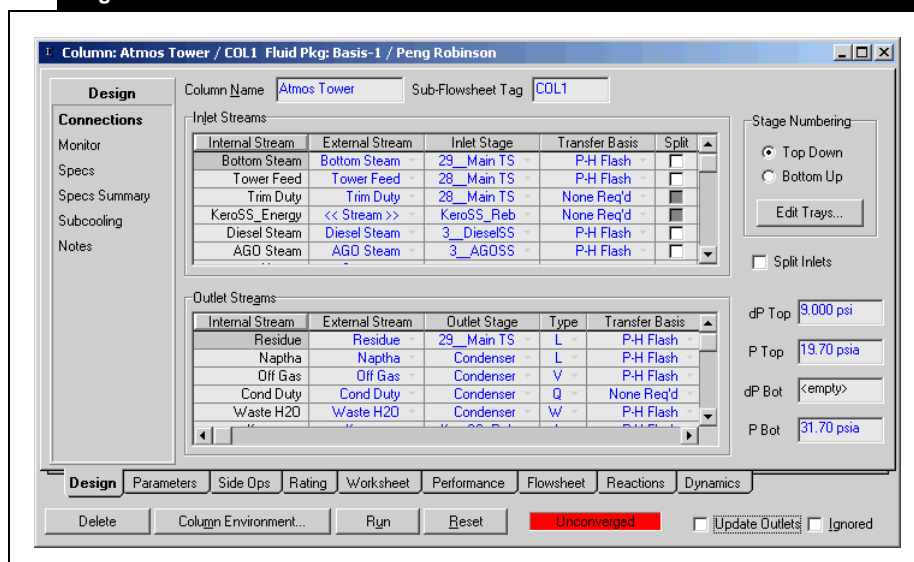 Column: Atmos Tower / COL1 Fluid Pkg: Basis-1 / Peng Robinson
Design
Connections
Monitor
Specs
Specs Summary
Subcooling
Notes
Column Name Atmos Tower Sub-Flowsheet Tag COL1
Inlet Streams
Internal Stream External Stream Inlet Stage Transfer Basis Split
Bottom Steam Bottom Steam 29__Main TS P-H Flash
Tower Feed Tower Feed 28__Main TS P-H Flash
Trim Duty Trim Duty 28__Main TS None Req'd
KeroSS_Energy << Stream >> KeroSS_Reb None Req'd
Diesel Steam Diesel Steam 3__DieselSS P-H Flash
AGO Steam AGO Steam 3__AGOSS P-H Flash
Outlet Streams
Internal Stream External Stream Outlet Stage Type Transfer Basis
Residue Residue 29__Main TS L P-H Flash
Naptha Naptha Condenser L P-H Flash
Off Gas Off Gas Condenser V P-H Flash
Cond Duty Cond Duty Condenser Q None Req'd
Waste H2O Waste H2O Condenser W P-H Flash
Stage Numbering
Top Down
Bottom Up
Edit Trays...
Split Inlets
dP Top 9.000 psi
P Top 19.70 psia
dP Bot <empty>
P Bot 31.70 psia
Design Parameters Side Ops Rating Worksheet Performance Flowsheet Reactions Dynamics
Delete Column Environment... Run Reset Unconverged Update Outlets Ignored